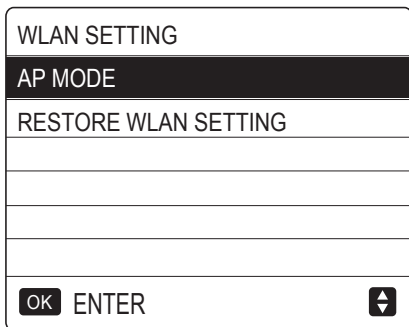 WLAN SETTING
AP MODE
RESTORE WLAN SETTING
OK ENTER